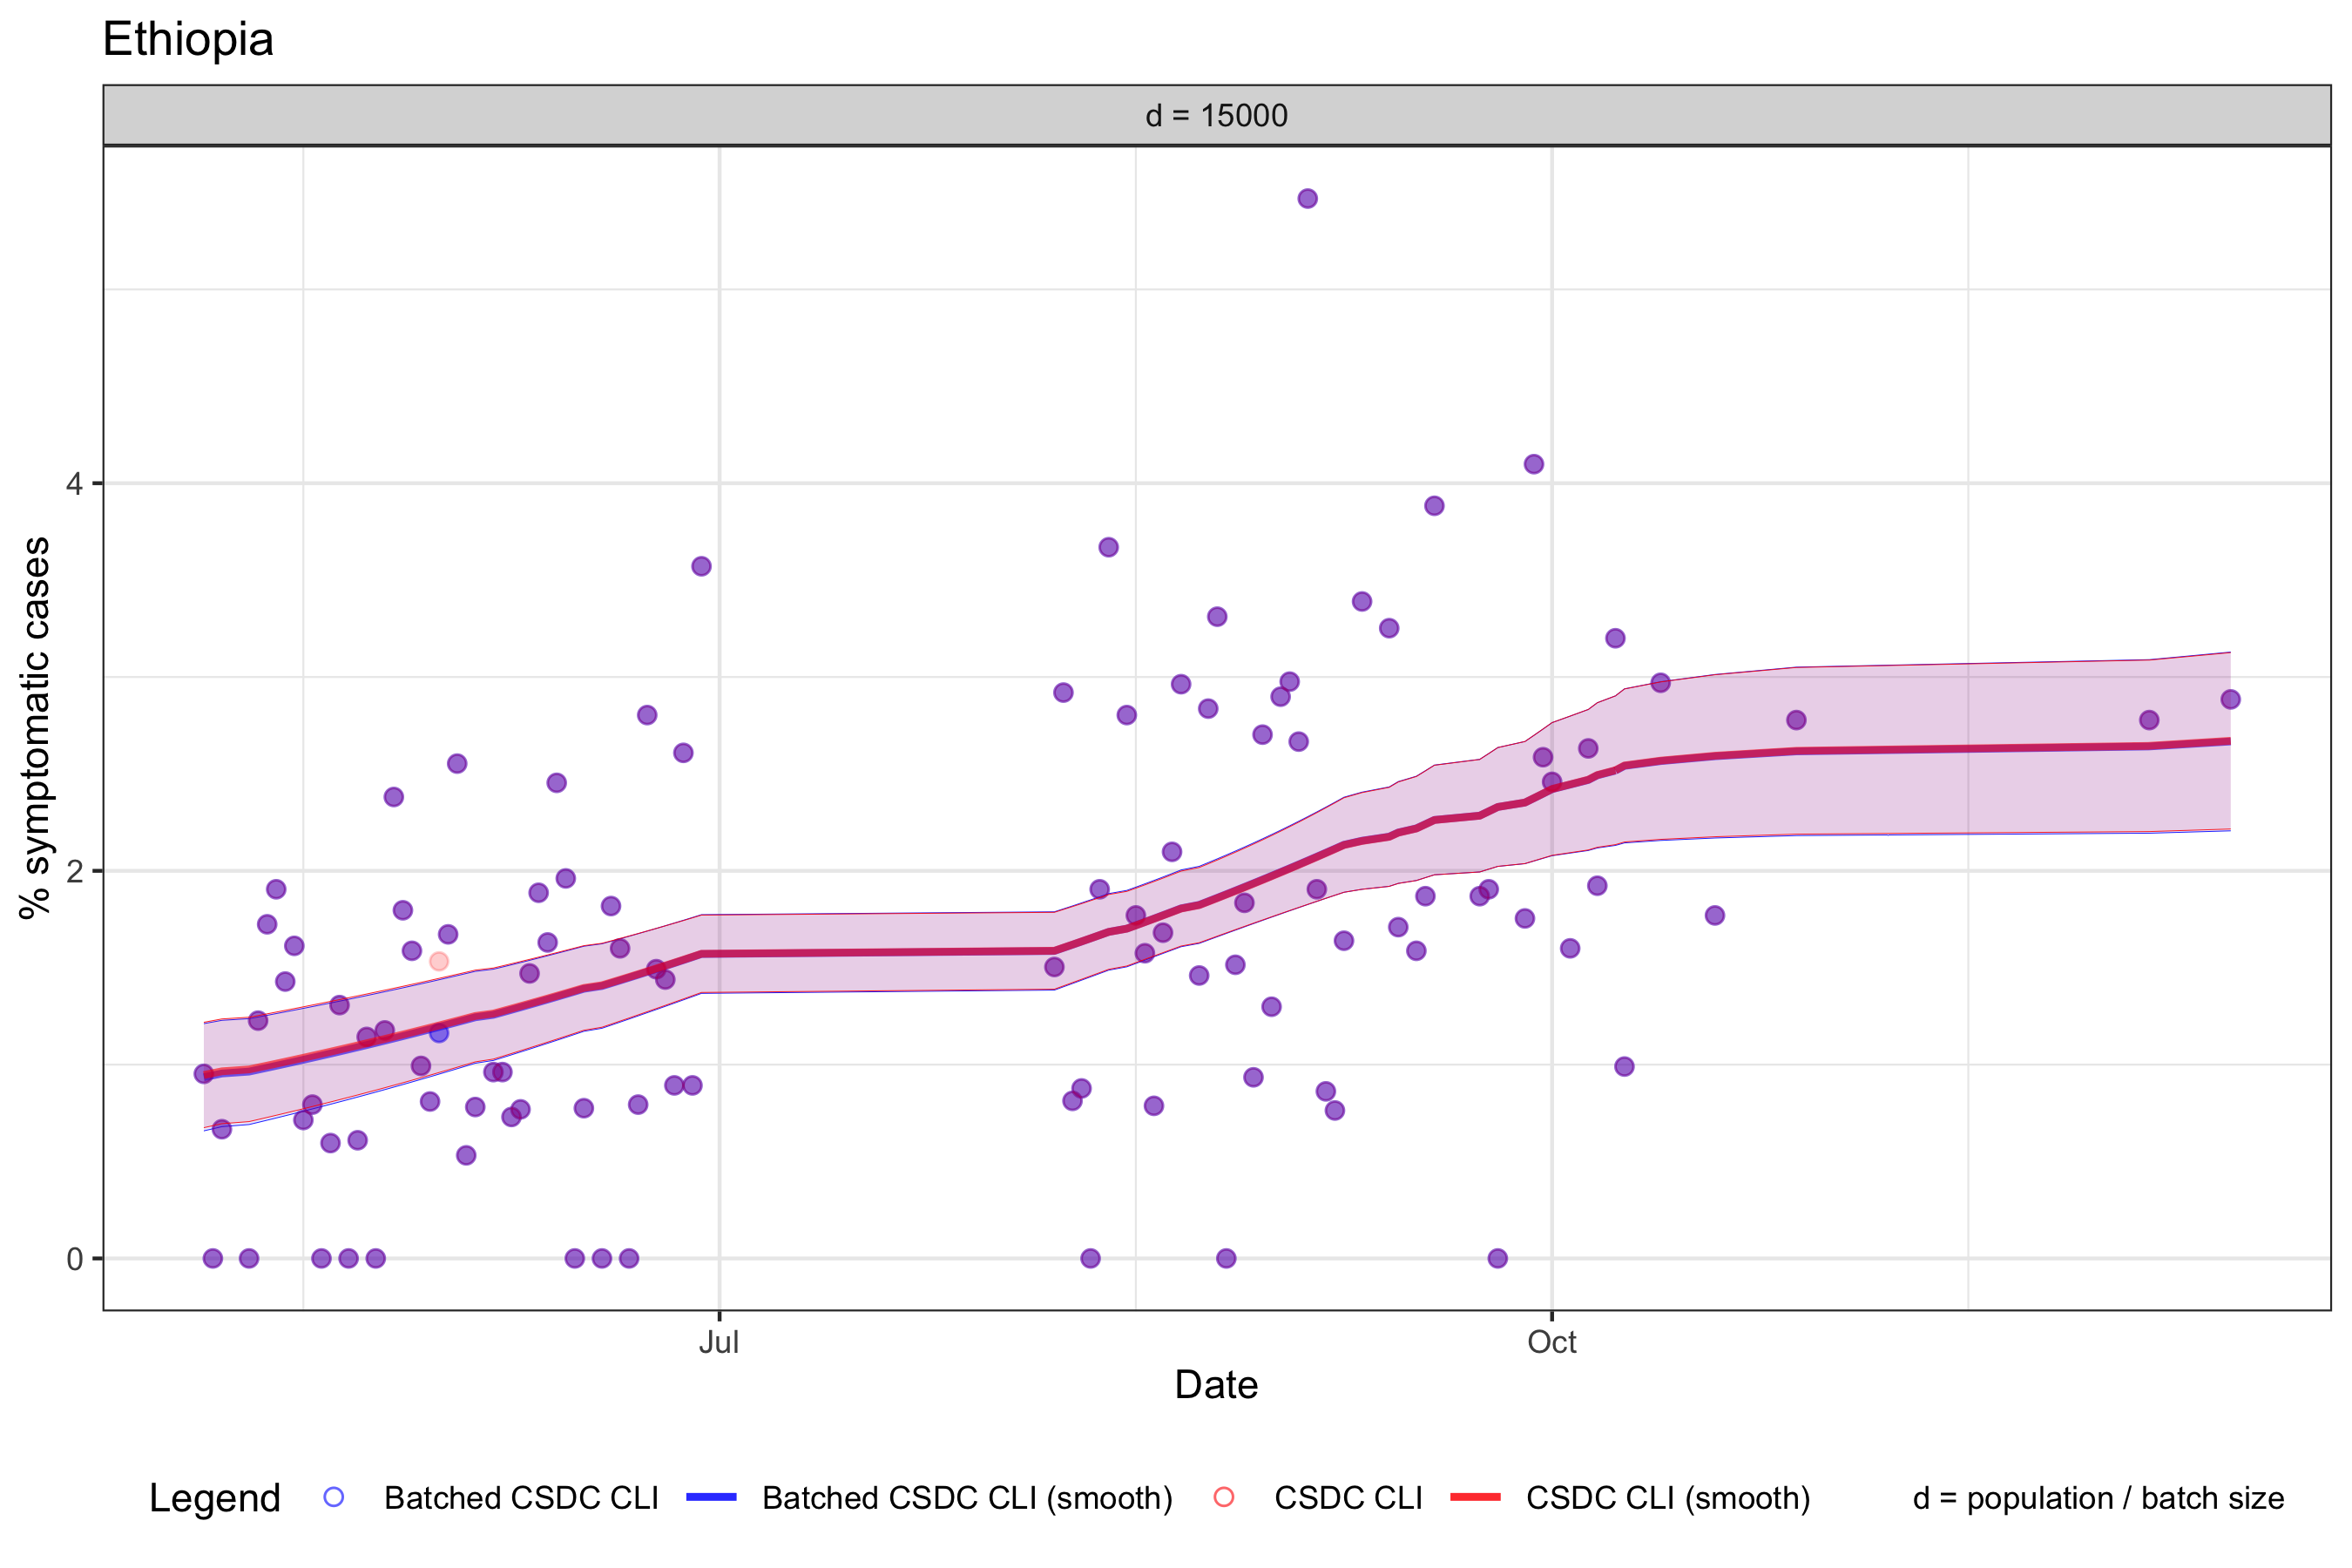 Ethiopia
d = 15000
% symptomatic cases
4
2
0
Jul
Oct
Date
Legend
Batched CSDC CLI
Batched CSDC CLI (smooth)
CSDC CLI
CSDC CLI (smooth)
d = population / batch size